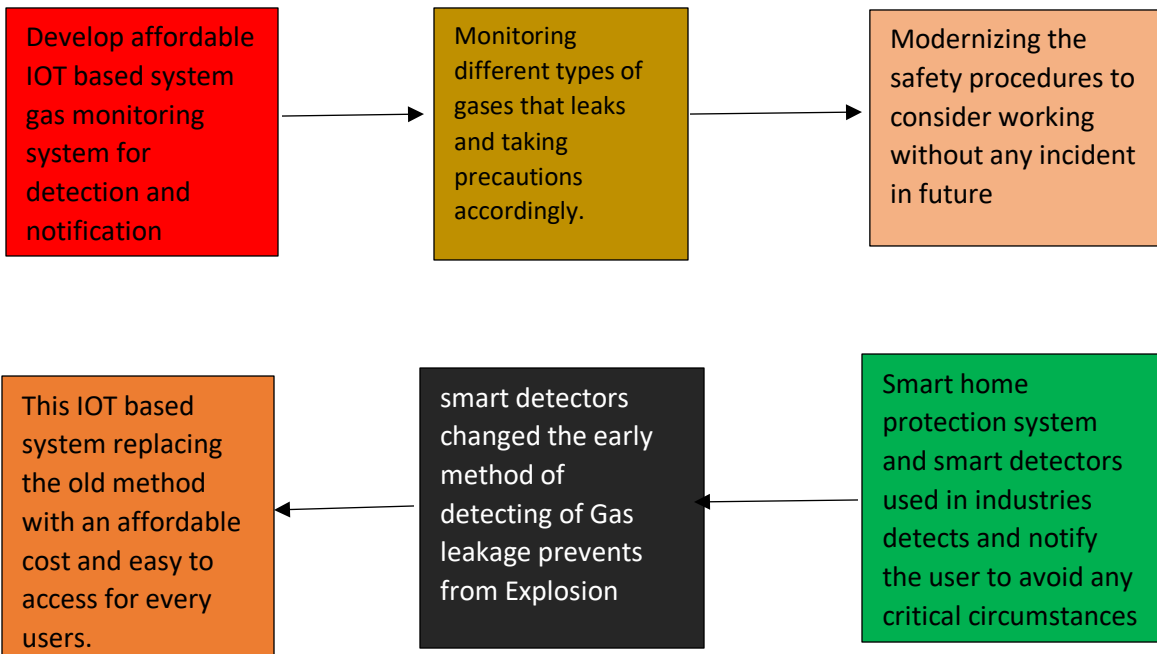 Develop affordable
IOT based system
gas monitoring
system for
detection and
notification
Monitoring
different types of
gases that leaks
and taking
precautions
accordingly.
Modernizing the
safety procedures to
consider working
without any incident
in future
Smart home
protection system
and smart detectors
used in industries
detects and notify
the user to avoid any
critical circumstances
smart detectors
changed the early
method of
detecting of Gas
leakage prevents
from Explosion
This IOT based
system replacing
the old method
with an affordable
cost and easy to
access for every
users.